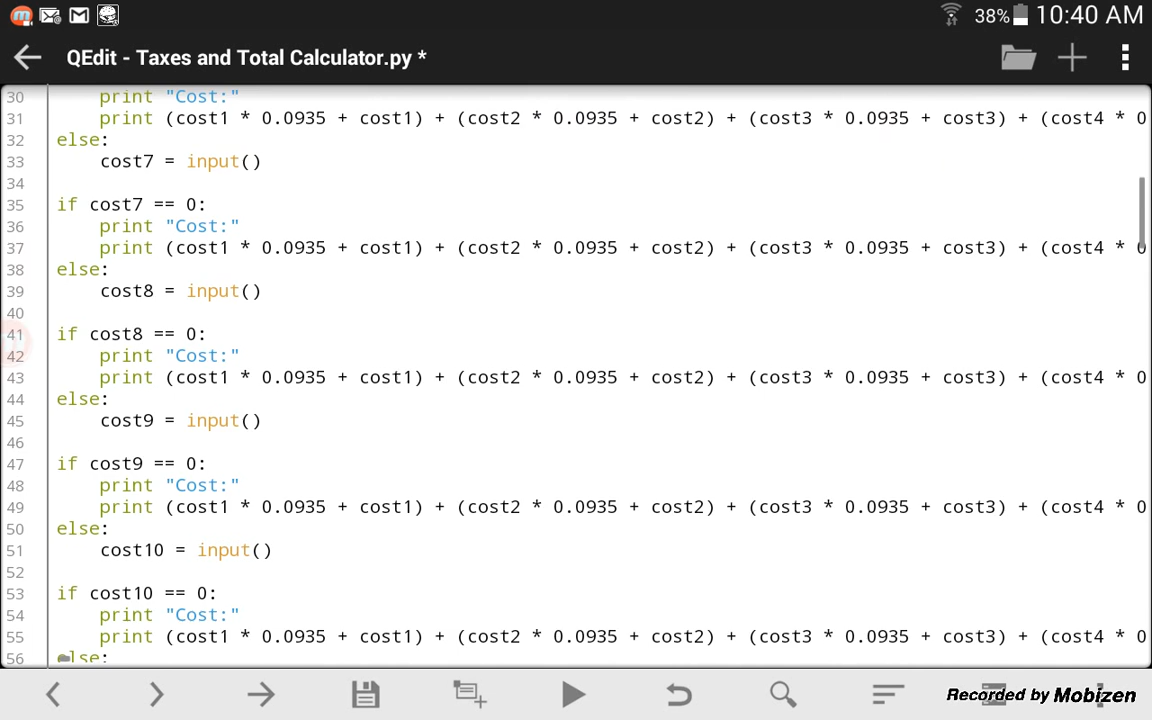 38% 10:40 AM
QEdit - Taxes and Total Calculator.py *
30 print "Cost:"
31 print (cost1 * 0.0935 + cost1) + (cost2 * 0.0935 + cost2) + (cost3 * 0.0935 + cost3) + (cost4 * 0
32 else:
33 cost7 = input()
34
35 if cost7 == 0:
36 print "Cost:"
37 print (cost1 * 0.0935 + cost1) + (cost2 * 0.0935 + cost2) + (cost3 * 0.0935 + cost3) + (cost4 * 0
38 else:
39 cost8 = input()
40
41 if cost8 == 0:
42 print "Cost:"
43 print (cost1 * 0.0935 + cost1) + (cost2 * 0.0935 + cost2) + (cost3 * 0.0935 + cost3) + (cost4 * 0
44 else:
45 cost9 = input()
46
47 if cost9 == 0:
48 print "Cost:"
49 print (cost1 * 0.0935 + cost1) + (cost2 * 0.0935 + cost2) + (cost3 * 0.0935 + cost3) + (cost4 * 0
50 else:
51 cost10 = input()
52
53 if cost10 == 0:
54 print "Cost:"
55 print (cost1 * 0.0935 + cost1) + (cost2 * 0.0935 + cost2) + (cost3 * 0.0935 + cost3) + (cost4 * 0
56 else:
Recorded by Mobizen